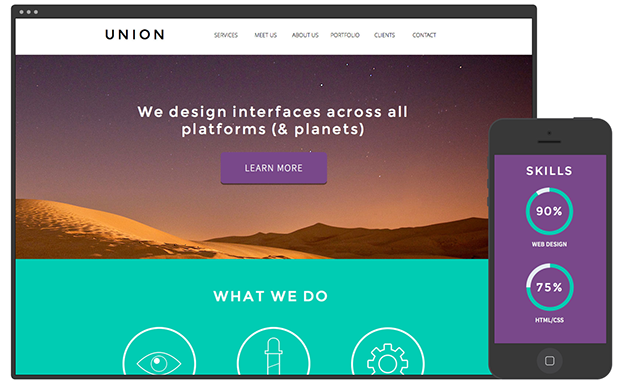 UNION
SERVICES MEET US ABOUT US PORTFOLIO CLIENTS CONTACT
We design interfaces across all
platforms (& planets)
LEARN MORE
WHAT WE DO
SKILLS
90%
WEB DESIGN
75%
HTML/CSS